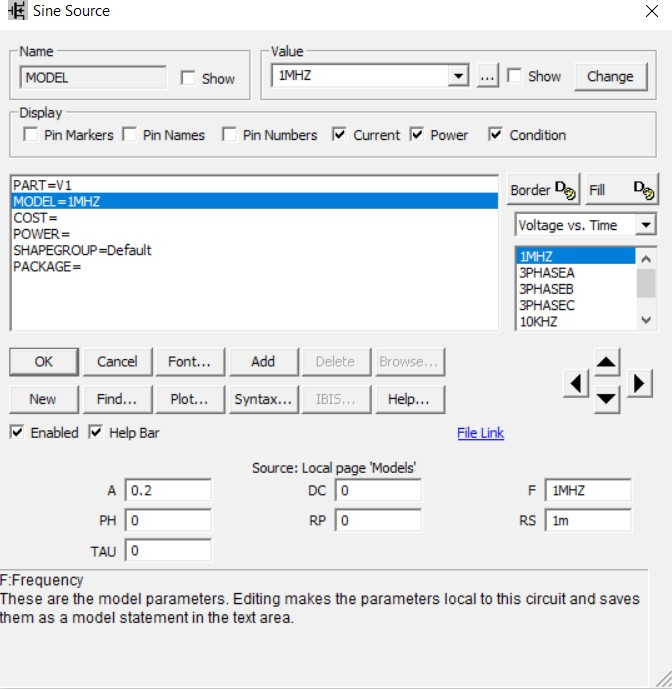 Sine Source
Name
MODEL Show
Value
1MHZ ... Show Change
Display
Pin Markers Pin Names Pin Numbers Current Power Condition
PART=V1
MODEL=1MHZ
COST=
POWER=
SHAPEGROUP=Default
PACKAGE=
Border D Fill D
Voltage vs. Time
1MHZ
3PHASEA
3PHASEB
3PHASEC
10KHZ
OK Cancel Font... Add Delete Browse...
New Find... Plot... Syntax... IBIS... Help...
Enabled Help Bar File Link
Source: Local page 'Models'
A 0.2 DC 0 F 1MHZ
PH 0 RP 0 RS 1m
TAU 0
F:Frequency
These are the model parameters. Editing makes the parameters local to this circuit and saves
them as a model statement in the text area.